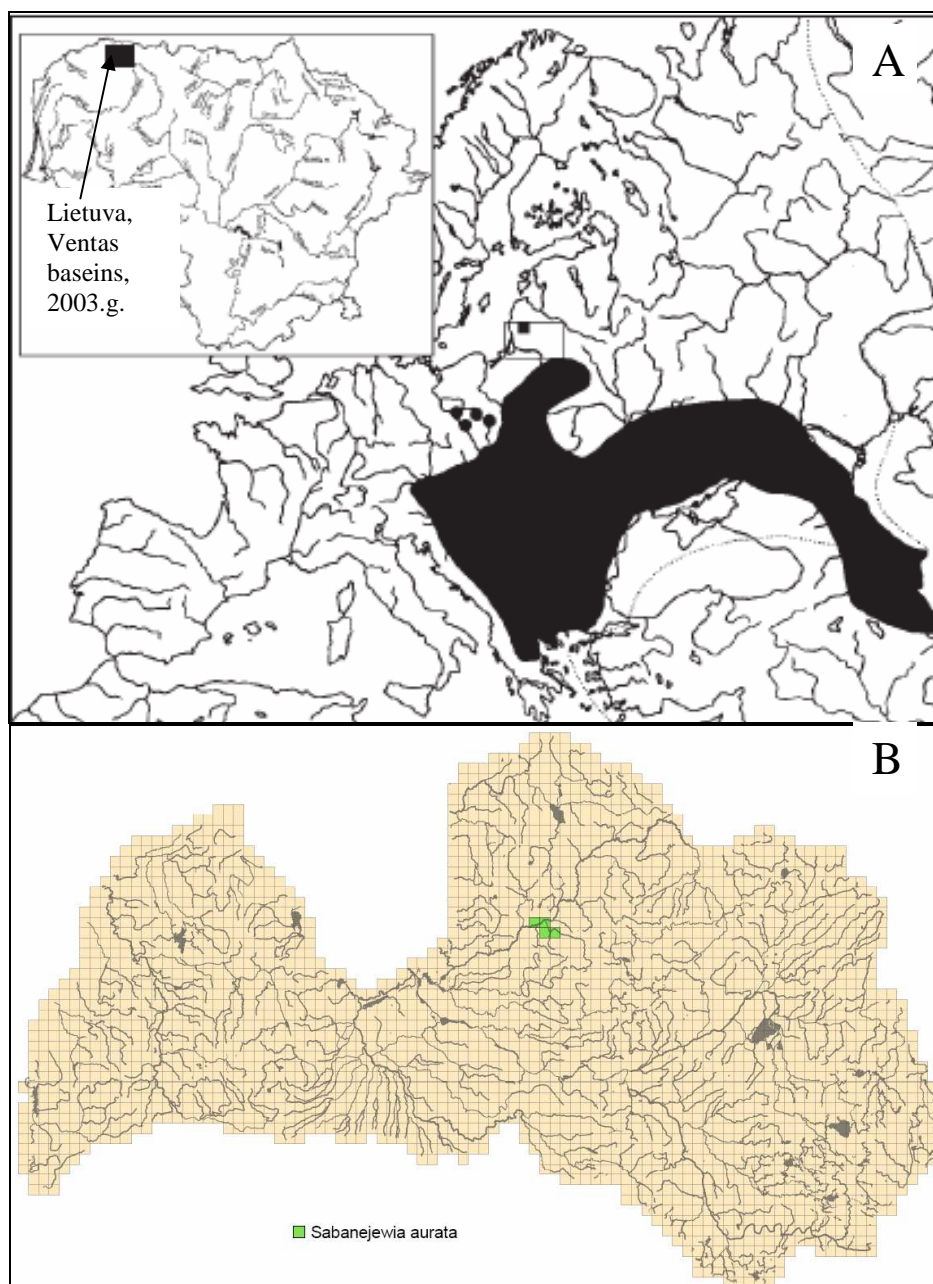 A
Lietuva,
Ventas
baseins,
2003.g.
B
Sabanejewia aurata